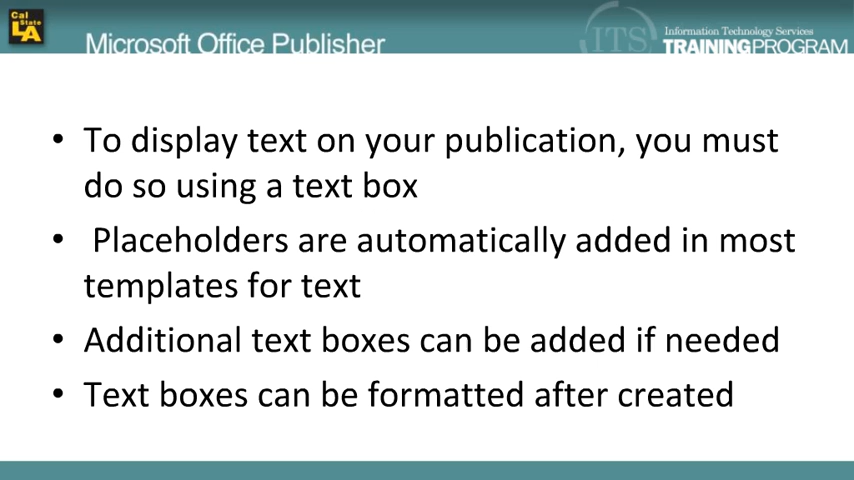 Cal
State
LA
Microsoft Office Publisher
ITS
Information Technology Services
TRAINING PROGRAM
• To display text on your publication, you must
do so using a text box
• Placeholders are automatically added in most
templates for text
• Additional text boxes can be added if needed
• Text boxes can be formatted after created